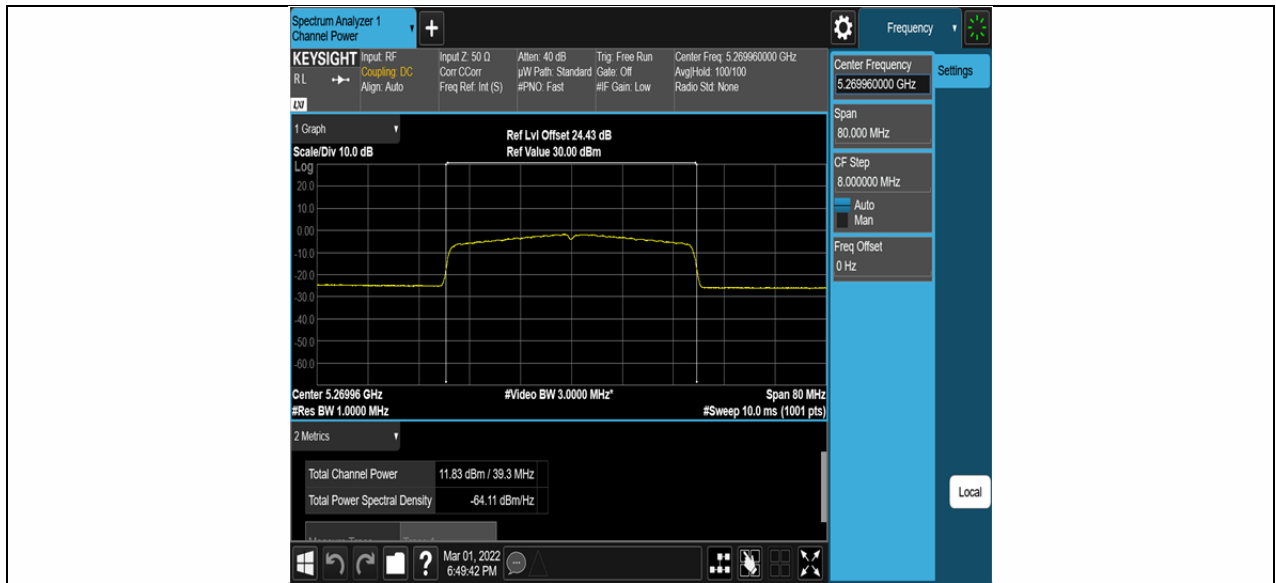 Spectrum Analyzer 1
Channel Power
+
Frequency
KEYSIGHT
RL
LXI
Input: RF
Coupling: DC
Align: Auto
Input Z: 50 Ω
Corr CCorr
Freq Ref: Int (S)
Atten: 40 dB
µW Path: Standard
#PNO: Fast
Trig: Free Run
Gate: Off
#IF Gain: Low
Center Freq: 5.269960000 GHz
Avg|Hold: 100/100
Radio Std: None
1 Graph
Scale/Div 10.0 dB
Ref Lvl Offset 24.43 dB
Ref Value 30.00 dBm
Log
20.0
10.0
0.00
-10.0
-20.0
-30.0
-40.0
-50.0
-60.0
Center 5.26996 GHz
#Video BW 3.0000 MHz*
Span 80 MHz
#Res BW 1.0000 MHz
#Sweep 10.0 ms (1001 pts)
2 Metrics
Total Channel Power 11.83 dBm / 39.3 MHz
Total Power Spectral Density -64.11 dBm/Hz
?
Mar 01, 2022
6:49:42 PM
Center Frequency
5.269960000 GHz
Settings
Span
80.000 MHz
CF Step
8.000000 MHz
Auto
Man
Freq Offset
0 Hz
Local